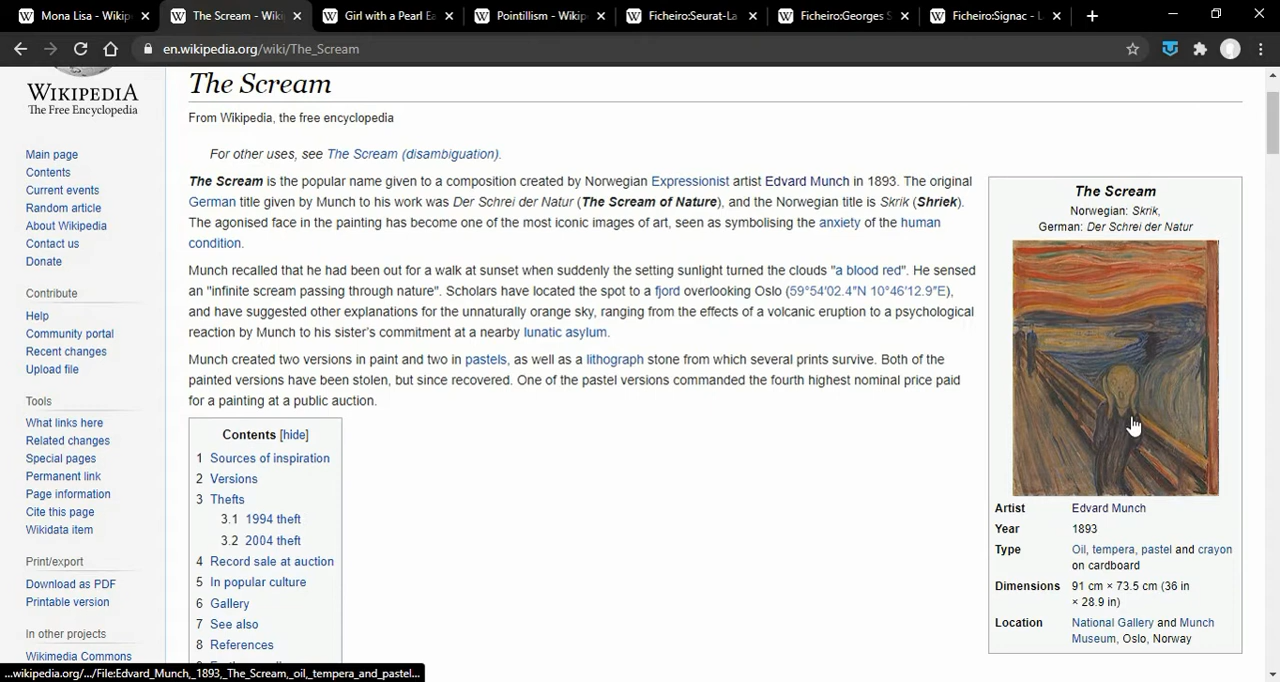 Mona Lisa - Wikip
The Scream - Wiki
Girl with a Pearl Ea
Pointillism - Wikip
Ficheiro:Seurat-La
Ficheiro:Georges S
Ficheiro:Signac - L
en.wikipedia.org/wiki/The_Scream
WIKIPEDIA
The Free Encyclopedia
Main page
Contents
Current events
Random article
About Wikipedia
Contact us
Donate
Contribute
Help
Community portal
Recent changes
Upload file
Tools
What links here
Related changes
Special pages
Permanent link
Page information
Cite this page
Wikidata item
Print/export
Download as PDF
Printable version
In other projects
Wikimedia Commons
The Scream
From Wikipedia, the free encyclopedia
For other uses, see The Scream (disambiguation).
The Scream is the popular name given to a composition created by Norwegian Expressionist artist Edvard Munch in 1893. The original
German title given by Munch to his work was Der Schrei der Natur (The Scream of Nature), and the Norwegian title is Skrik (Shriek).
The agonised face in the painting has become one of the most iconic images of art, seen as symbolising the anxiety of the human
condition.
Munch recalled that he had been out for a walk at sunset when suddenly the setting sunlight turned the clouds "a blood red". He sensed
an "infinite scream passing through nature". Scholars have located the spot to a fjord overlooking Oslo (59°54′02.4″N 10°46′12.9″E),
and have suggested other explanations for the unnaturally orange sky, ranging from the effects of a volcanic eruption to a psychological
reaction by Munch to his sister's commitment at a nearby lunatic asylum.
Munch created two versions in paint and two in pastels, as well as a lithograph stone from which several prints survive. Both of the
painted versions have been stolen, but since recovered. One of the pastel versions commanded the fourth highest nominal price paid
for a painting at a public auction.
Contents [hide]
1 Sources of inspiration
2 Versions
3 Thefts
3.1 1994 theft
3.2 2004 theft
4 Record sale at auction
5 In popular culture
6 Gallery
7 See also
8 References
The Scream
Norwegian: Skrik,
German: Der Schrei der Natur
Artist Edvard Munch
Year 1893
Type Oil, tempera, pastel and crayon
on cardboard
Dimensions 91 cm × 73.5 cm (36 in
× 28.9 in)
Location National Gallery and Munch
Museum, Oslo, Norway
...wikipedia.org/.../File:Edvard_Munch,_1893,_The_Scream,_oil,_tempera_and_pastel...